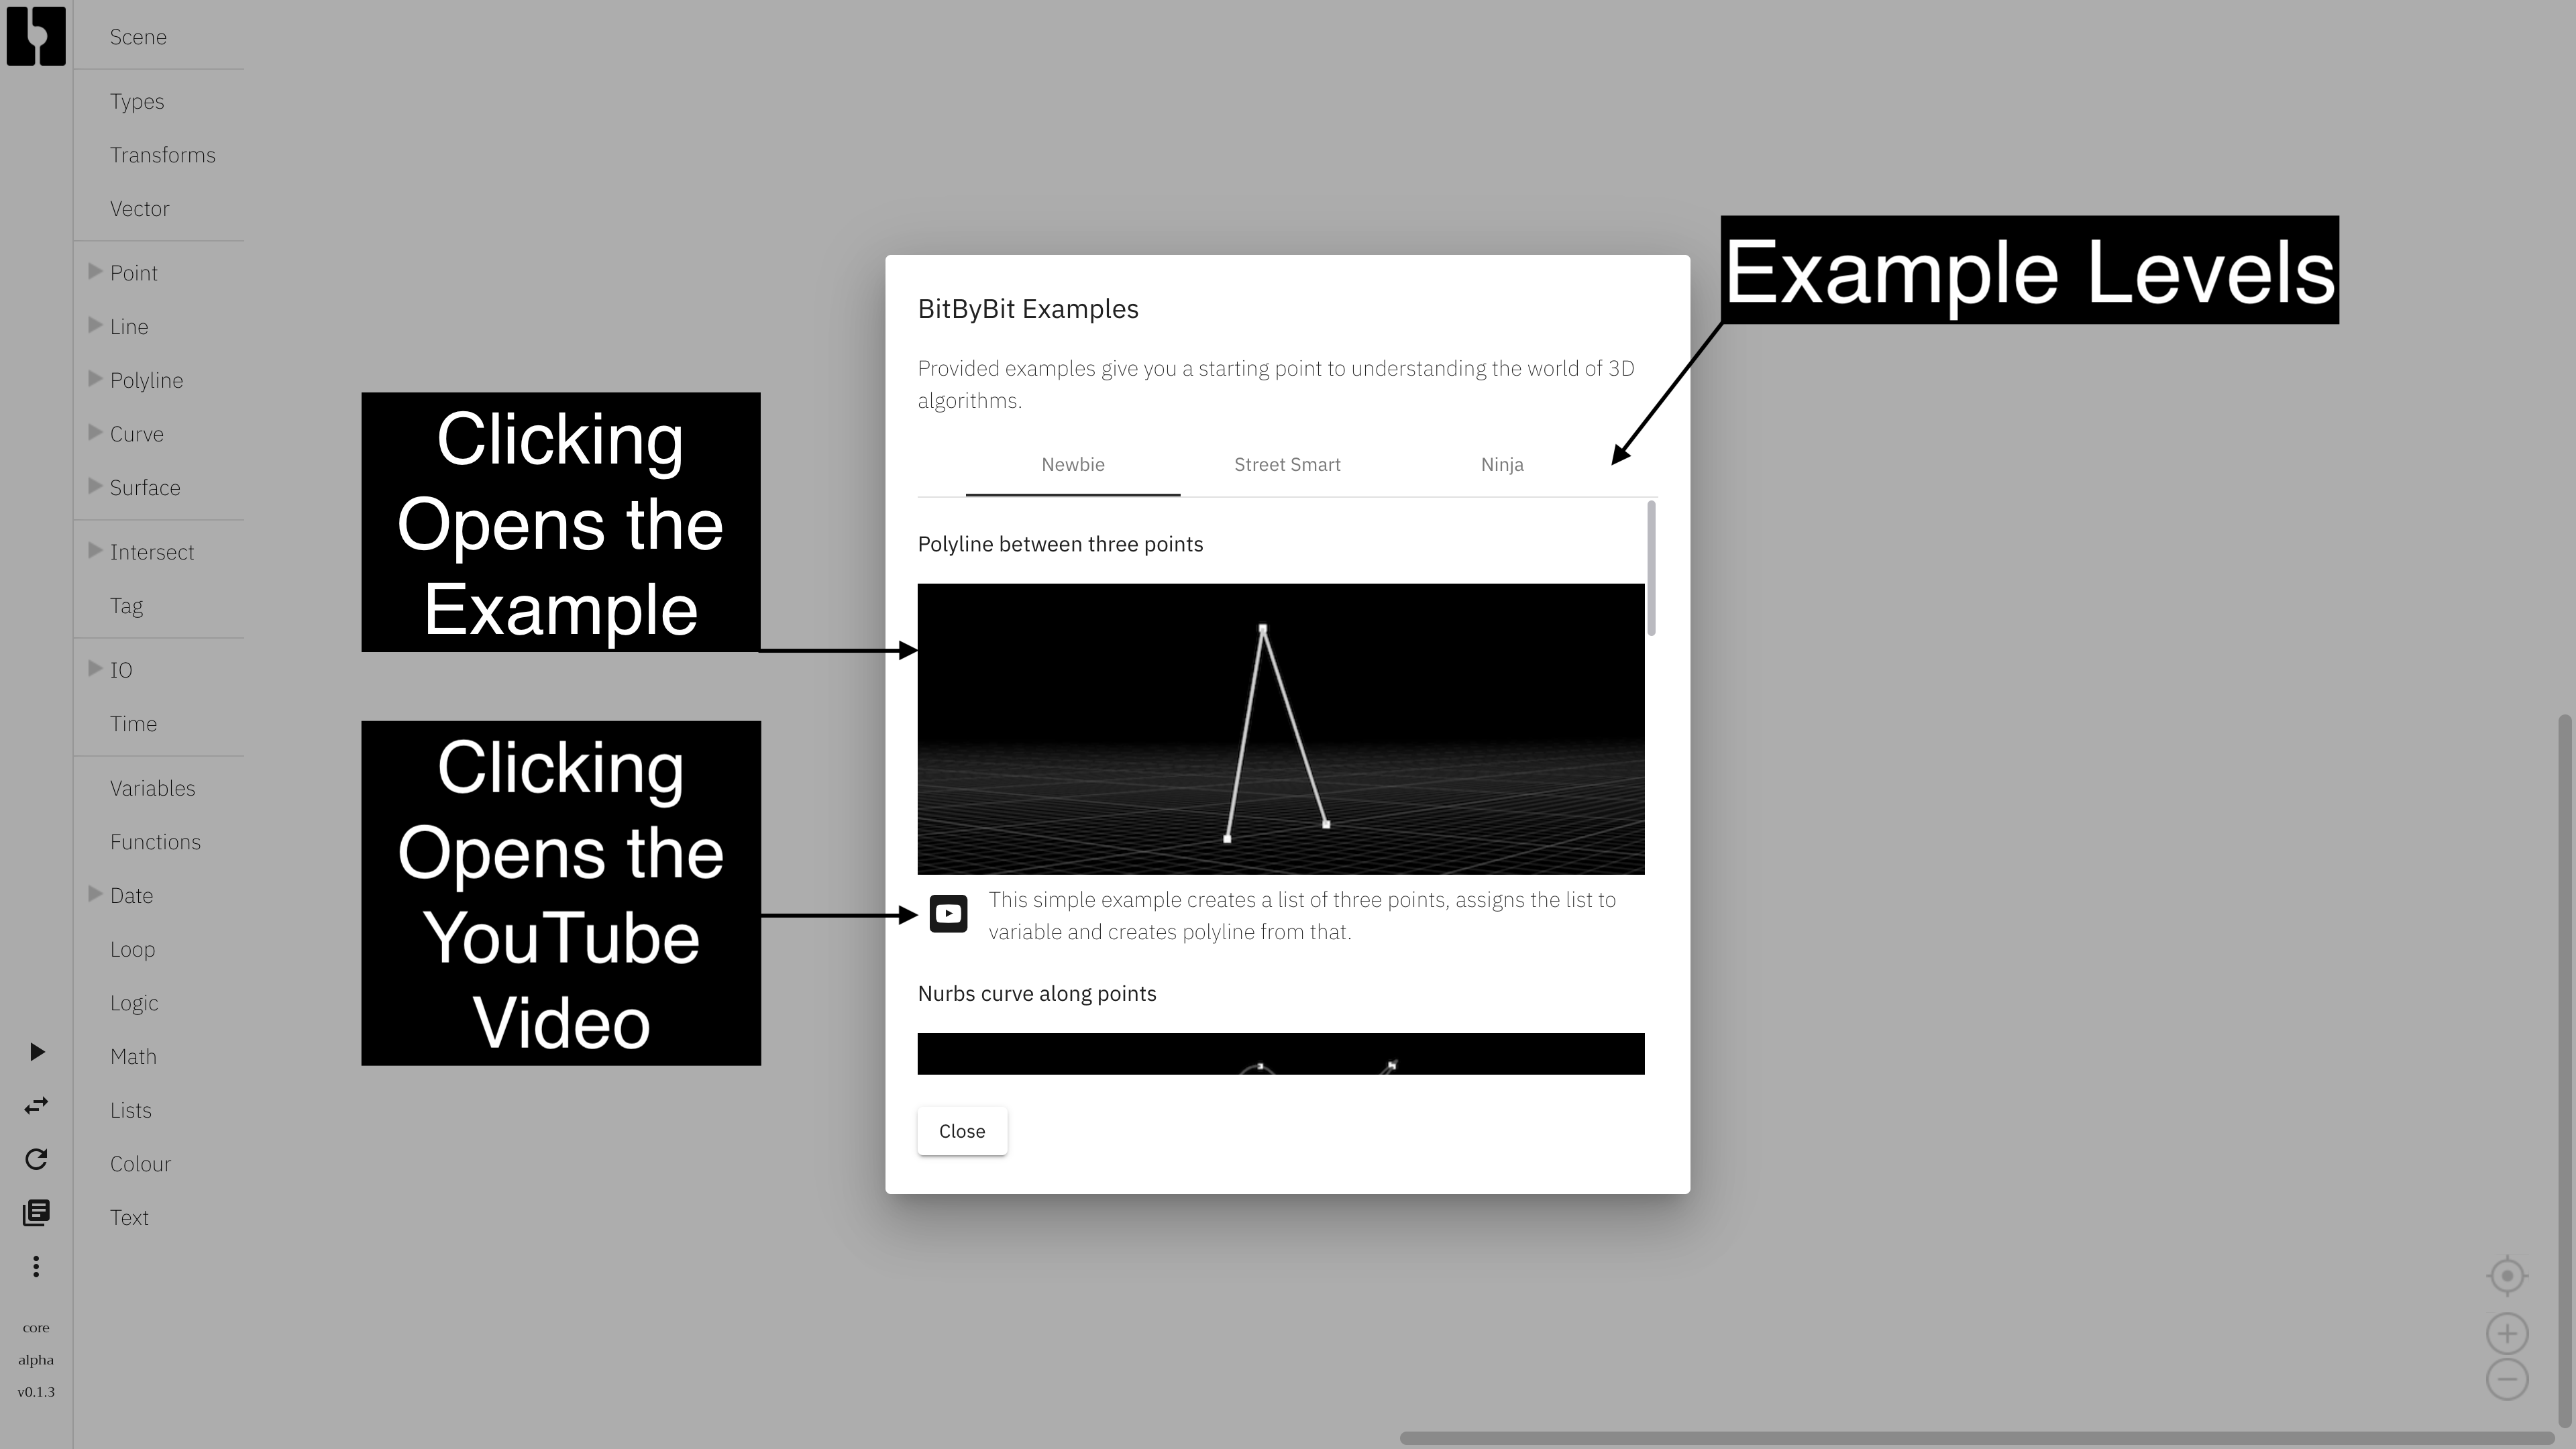 Scene
Types
Transforms
Vector
Point
Line
Polyline
Curve
Surface
Intersect
Tag
IO
Time
Variables
Functions
Date
Loop
Logic
Math
Lists
Colour
Text
core
alpha
v0.1.3
Clicking
Opens the
Example
Clicking
Opens the
YouTube
Video
BitByBit Examples
Provided examples give you a starting point to understanding the world of 3D
algorithms.
Newbie
Street Smart
Ninja
Polyline between three points
This simple example creates a list of three points, assigns the list to
variable and creates polyline from that.
Nurbs curve along points
Close
Example Levels